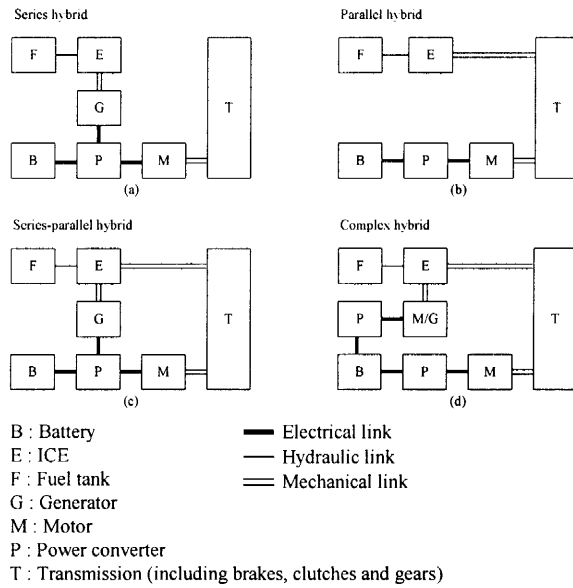 Series hybrid
Parallel hybrid
F E
F E
G
T
T
B P M
B P M
(a)
(b)
Series-parallel hybrid
Complex hybrid
F E
F E
G
T
P M/G
T
B P M
B P M
(c)
(d)
B : Battery
E : ICE
F : Fuel tank
G : Generator
M : Motor
P : Power converter
T : Transmission (including brakes, clutches and gears)
Electrical link
Hydraulic link
Mechanical link